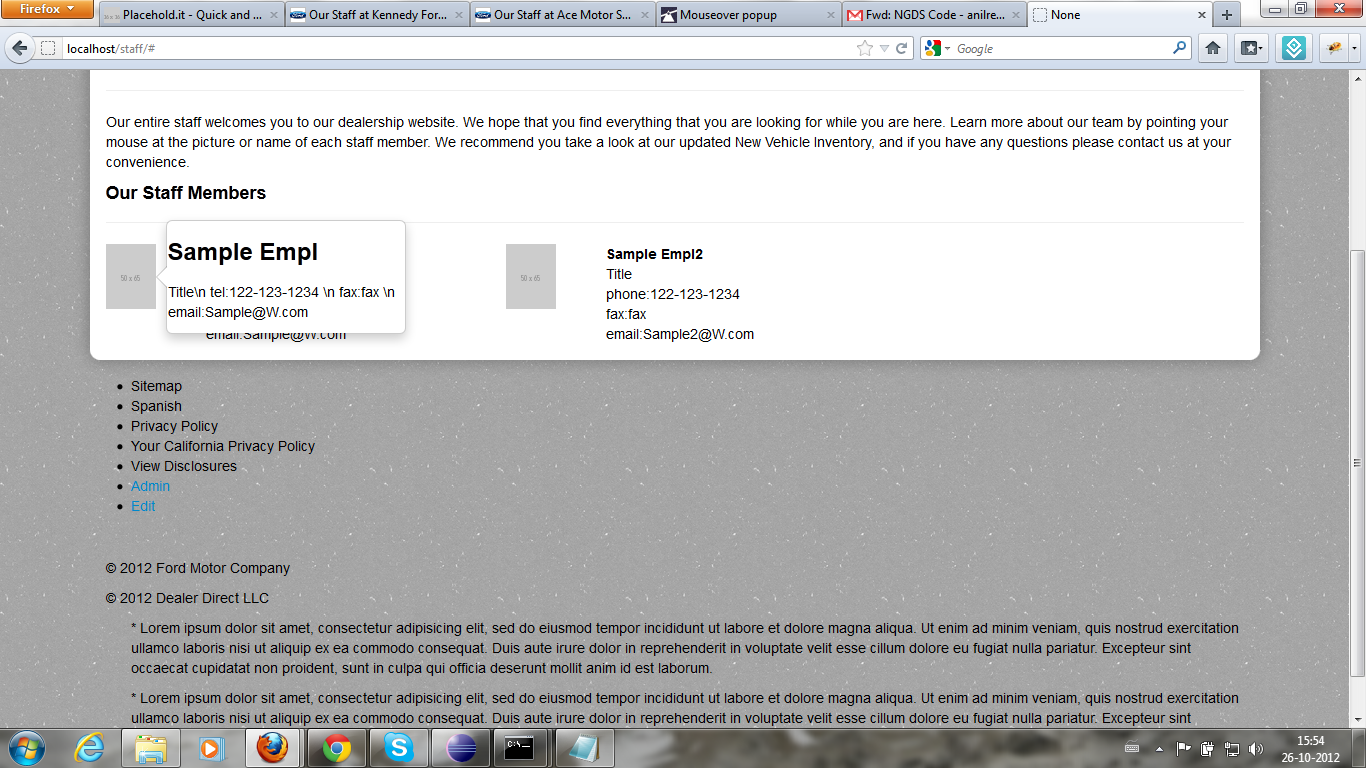 Firefox
Placehold.it - Quick and ...
Our Staff at Kennedy For...
Our Staff at Ace Motor S...
Mouseover popup
Fwd: NGDS Code - anilre...
None
localhost/staff/#
Google
Our entire staff welcomes you to our dealership website. We hope that you find everything that you are looking for while you are here. Learn more about our team by pointing your
mouse at the picture or name of each staff member. We recommend you take a look at our updated New Vehicle Inventory, and if you have any questions please contact us at your
convenience.
Our Staff Members
50 x 65
Sample Empl
Title\n tel:122-123-1234 \n fax:fax \n
email:Sample@W.com
email:Sample@W.com
50 x 65
Sample Empl2
Title
phone:122-123-1234
fax:fax
email:Sample2@W.com
Sitemap
Spanish
Privacy Policy
Your California Privacy Policy
View Disclosures
Admin
Edit
© 2012 Ford Motor Company
© 2012 Dealer Direct LLC
* Lorem ipsum dolor sit amet, consectetur adipisicing elit, sed do eiusmod tempor incididunt ut labore et dolore magna aliqua. Ut enim ad minim veniam, quis nostrud exercitation
ullamco laboris nisi ut aliquip ex ea commodo consequat. Duis aute irure dolor in reprehenderit in voluptate velit esse cillum dolore eu fugiat nulla pariatur. Excepteur sint
occaecat cupidatat non proident, sunt in culpa qui officia deserunt mollit anim id est laborum.
* Lorem ipsum dolor sit amet, consectetur adipisicing elit, sed do eiusmod tempor incididunt ut labore et dolore magna aliqua. Ut enim ad minim veniam, quis nostrud exercitation
ullamco laboris nisi ut aliquip ex ea commodo consequat. Duis aute irure dolor in reprehenderit in voluptate velit esse cillum dolore eu fugiat nulla pariatur. Excepteur sint
C:\.
15:54
26-10-2012